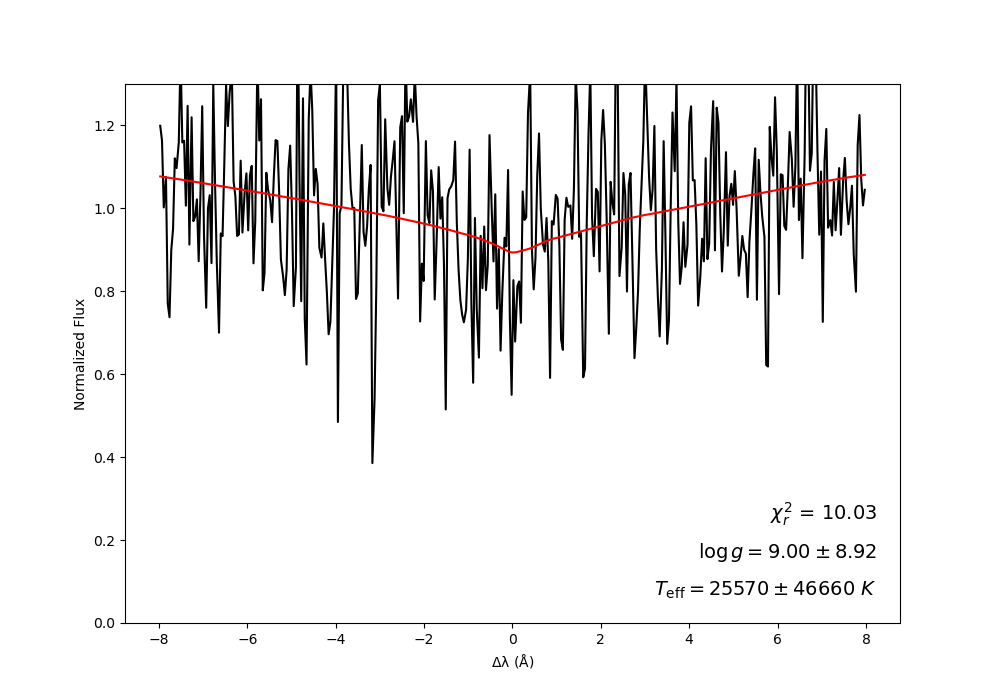 1.2
1.0
0.8
0.6
0.4
0.2
0.0
Normalized Flux
χ²ᵣ = 10.03
log g = 9.00 ± 8.92
T_eff = 25570 ± 46660 K
−8 −6 −4 −2 0 2 4 6 8
Δλ (Å)